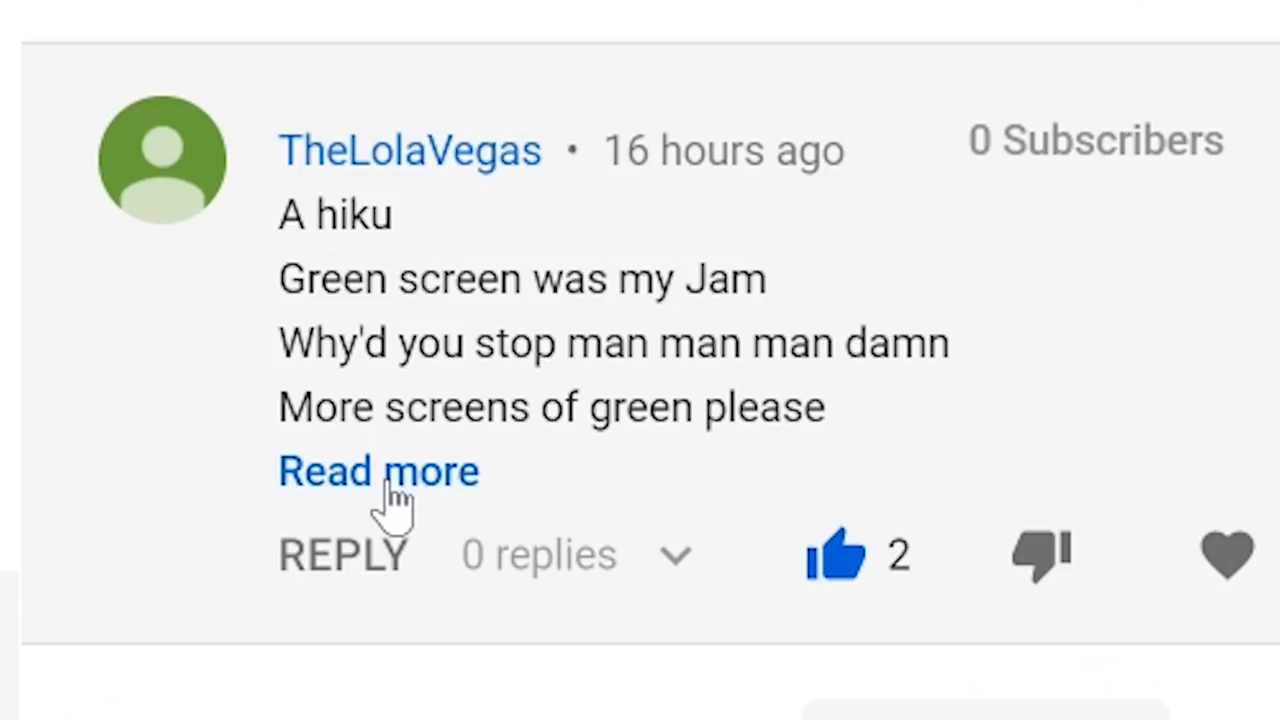 TheLolaVegas • 16 hours ago 0 Subscribers
A hiku
Green screen was my Jam
Why'd you stop man man man damn
More screens of green please
Read more
REPLY 0 replies 2